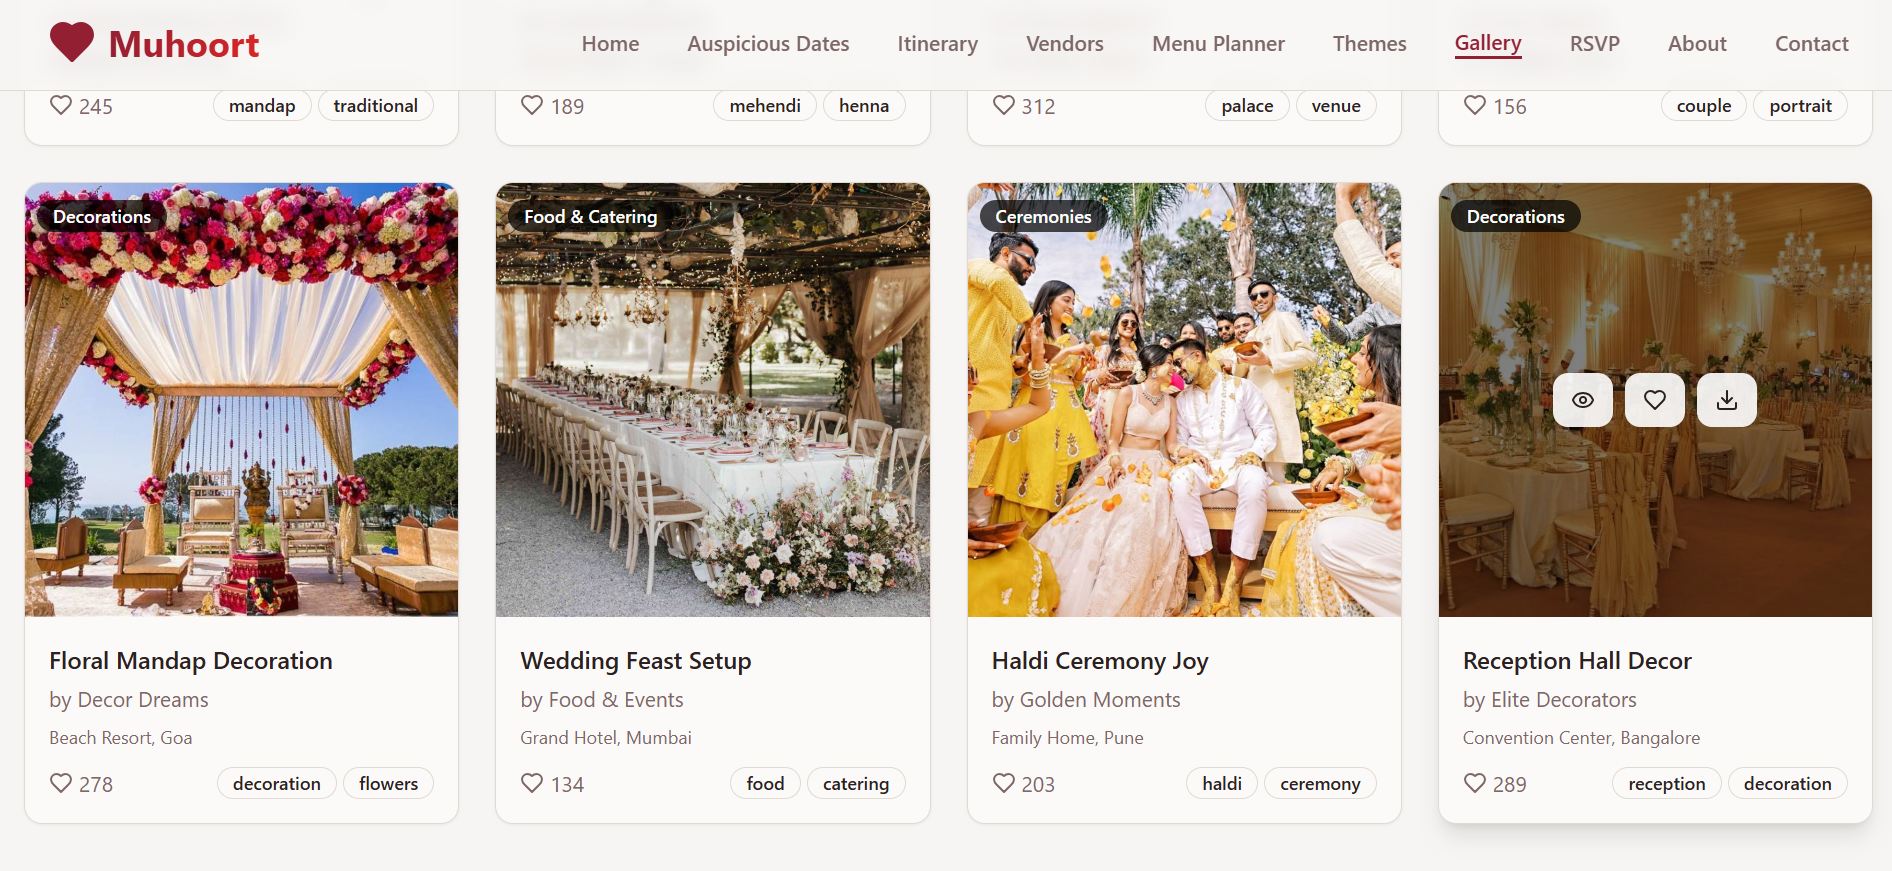 Muhoort
Home Auspicious Dates Itinerary Vendors Menu Planner Themes Gallery RSVP About Contact
245 mandap traditional
189 mehendi henna
312 palace venue
156 couple portrait
Decorations
Floral Mandap Decoration
by Decor Dreams
Beach Resort, Goa
278 decoration flowers
Food & Catering
Wedding Feast Setup
by Food & Events
Grand Hotel, Mumbai
134 food catering
Ceremonies
Haldi Ceremony Joy
by Golden Moments
Family Home, Pune
203 haldi ceremony
Decorations
Reception Hall Decor
by Elite Decorators
Convention Center, Bangalore
289 reception decoration